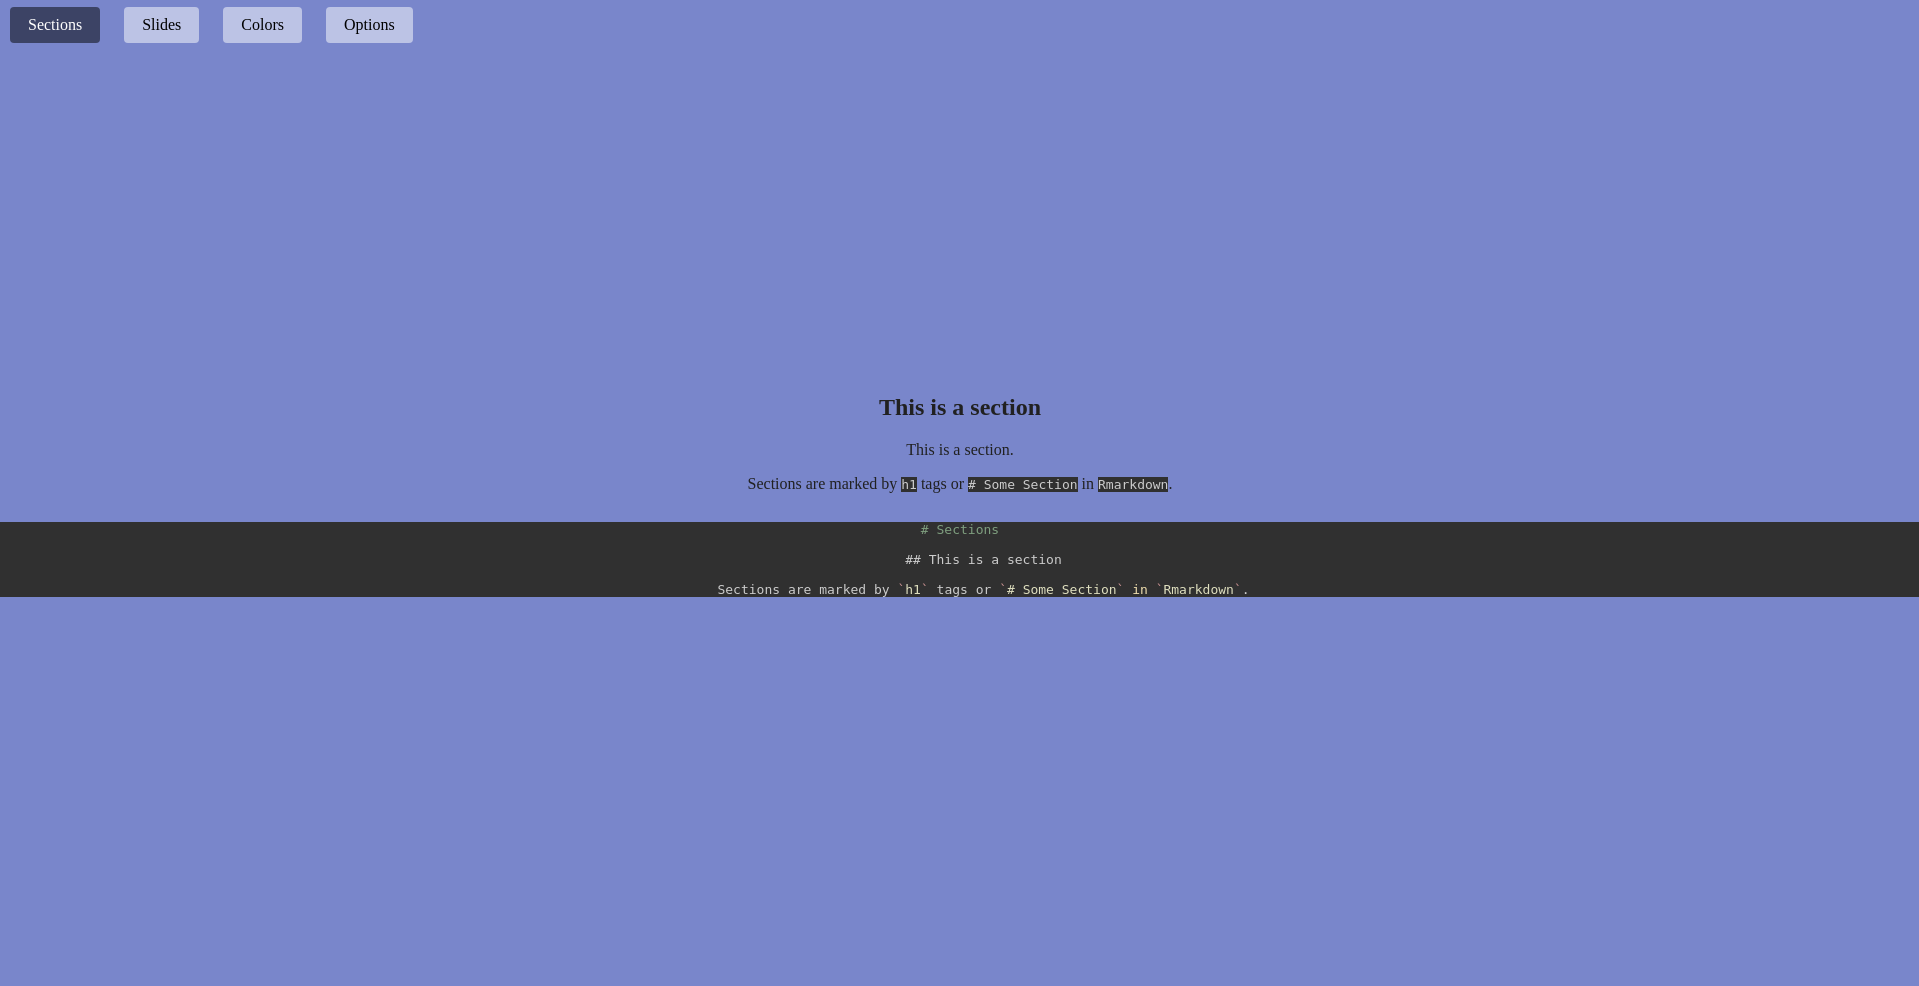 Sections Slides Colors Options
This is a section
This is a section.
Sections are marked by h1 tags or # Some Section in Rmarkdown.
# Sections
## This is a section
Sections are marked by `h1` tags or `# Some Section` in `Rmarkdown`.